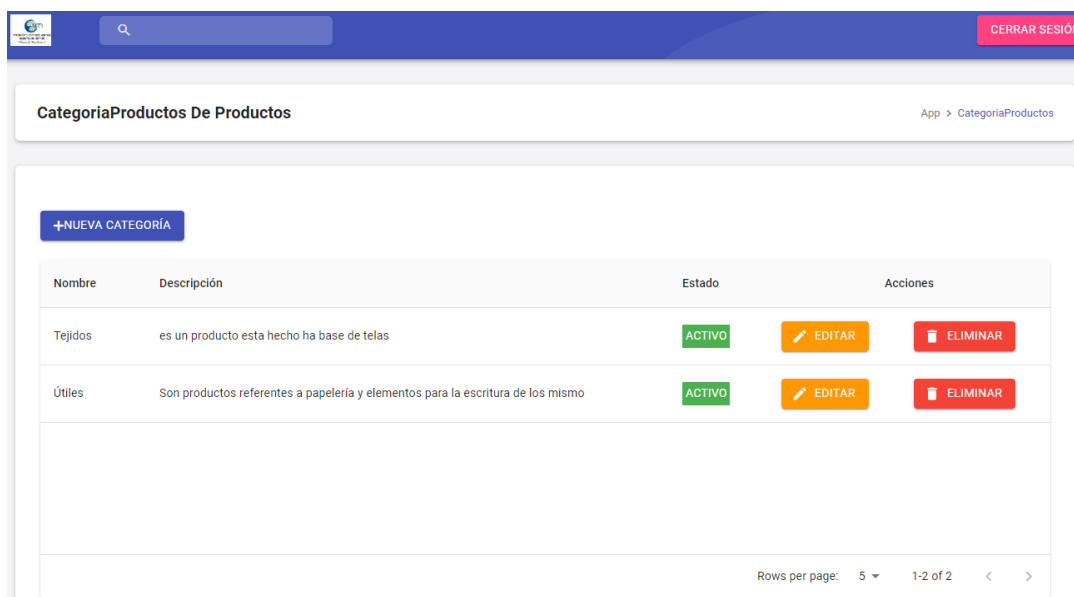 CERRAR SESIÓ
CategoriaProductos De Productos
App > CategoriaProductos
+NUEVA CATEGORÍA
Nombre Descripción Estado Acciones
Tejidos es un producto esta hecho ha base de telas ACTIVO EDITAR ELIMINAR
Útiles Son productos referentes a papelería y elementos para la escritura de los mismo ACTIVO EDITAR ELIMINAR
Rows per page: 5 1-2 of 2